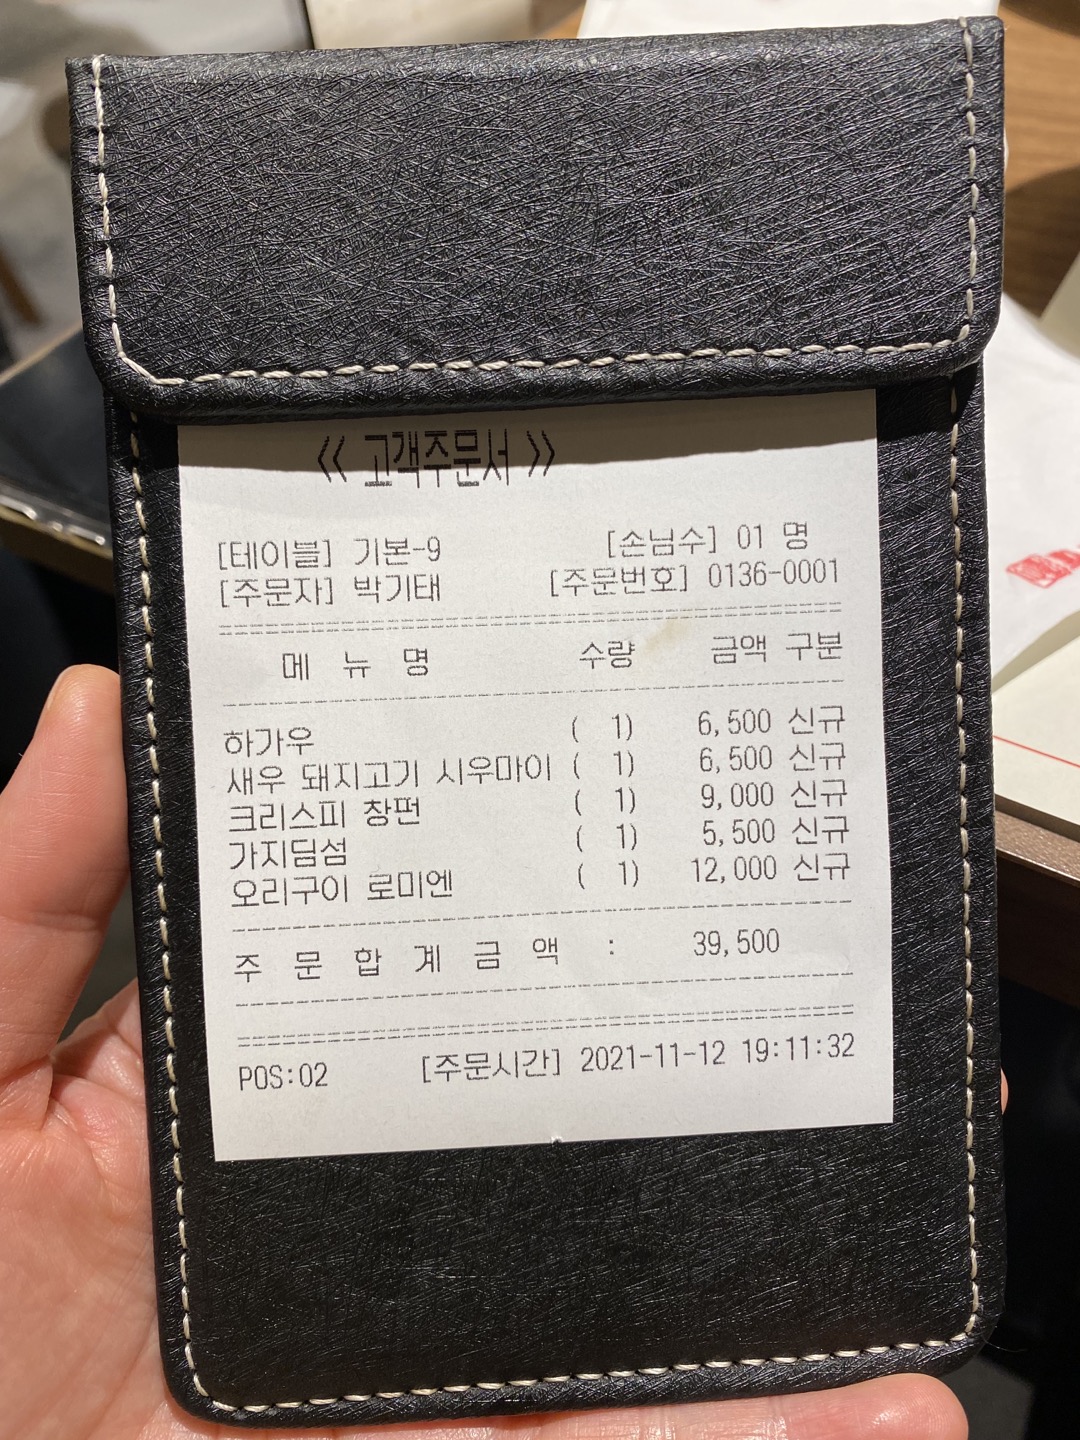 《 고객주문서 》
[테이블] 기본-9 [손님수] 01 명
[주문자] 박기태 [주문번호] 0136-0001
메 뉴 명 수량 금액 구분
하가우 ( 1) 6,500 신규
새우 돼지고기 시우마이 ( 1) 6,500 신규
크리스피 창펀 ( 1) 9,000 신규
가지딤섬 ( 1) 5,500 신규
오리구이 로미엔 ( 1) 12,000 신규
주 문 합 계 금 액 : 39,500
POS:02 [주문시간] 2021-11-12 19:11:32